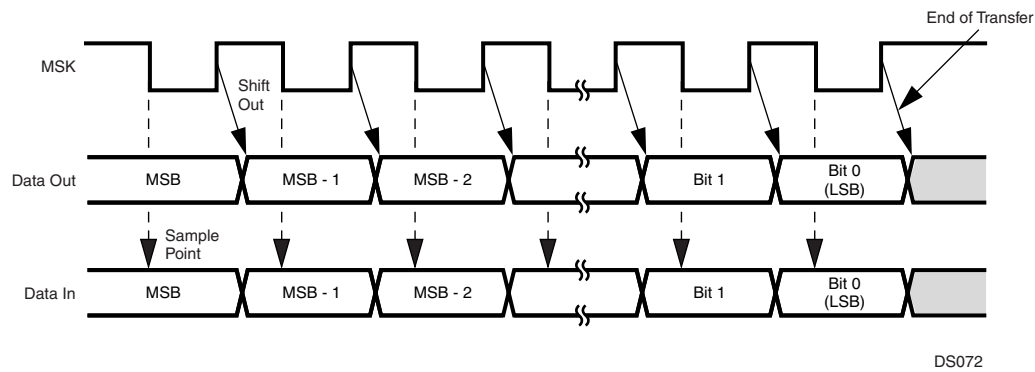 End of Transfer
MSK
Shift
Out
Data Out
MSB
MSB - 1
MSB - 2
Bit 1
Bit 0
(LSB)
Sample
Point
Data In
MSB
MSB - 1
MSB - 2
Bit 1
Bit 0
(LSB)
DS072